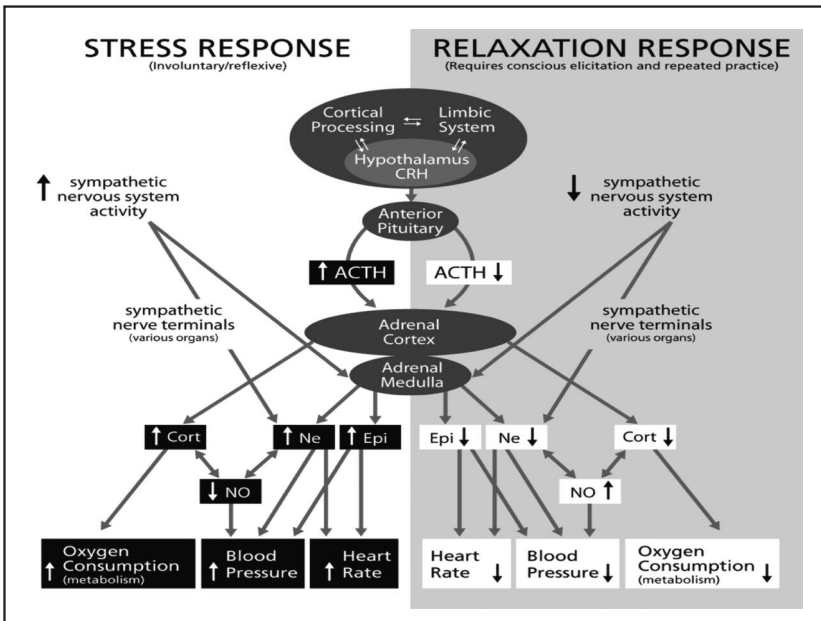 STRESS RESPONSE
(Involuntary/reflexive)
RELAXATION RESPONSE
(Requires conscious elicitation and repeated practice)
Cortical
Processing
Limbic
System
Hypothalamus
CRH
↑ sympathetic
nervous system
activity
↓ sympathetic
nervous system
activity
Anterior
Pituitary
↑ ACTH
ACTH ↓
sympathetic
nerve terminals
(various organs)
sympathetic
nerve terminals
(various organs)
Adrenal
Cortex
Adrenal
Medulla
↑ Cort
↑ Ne
↑ Epi
Epi ↓
Ne ↓
Cort ↓
↓ NO
NO ↑
↑ Oxygen
Consumption
(metabolism)
↑ Blood
Pressure
↑ Heart
Rate
Heart
Rate ↓
Blood
Pressure ↓
Oxygen
Consumption
(metabolism) ↓